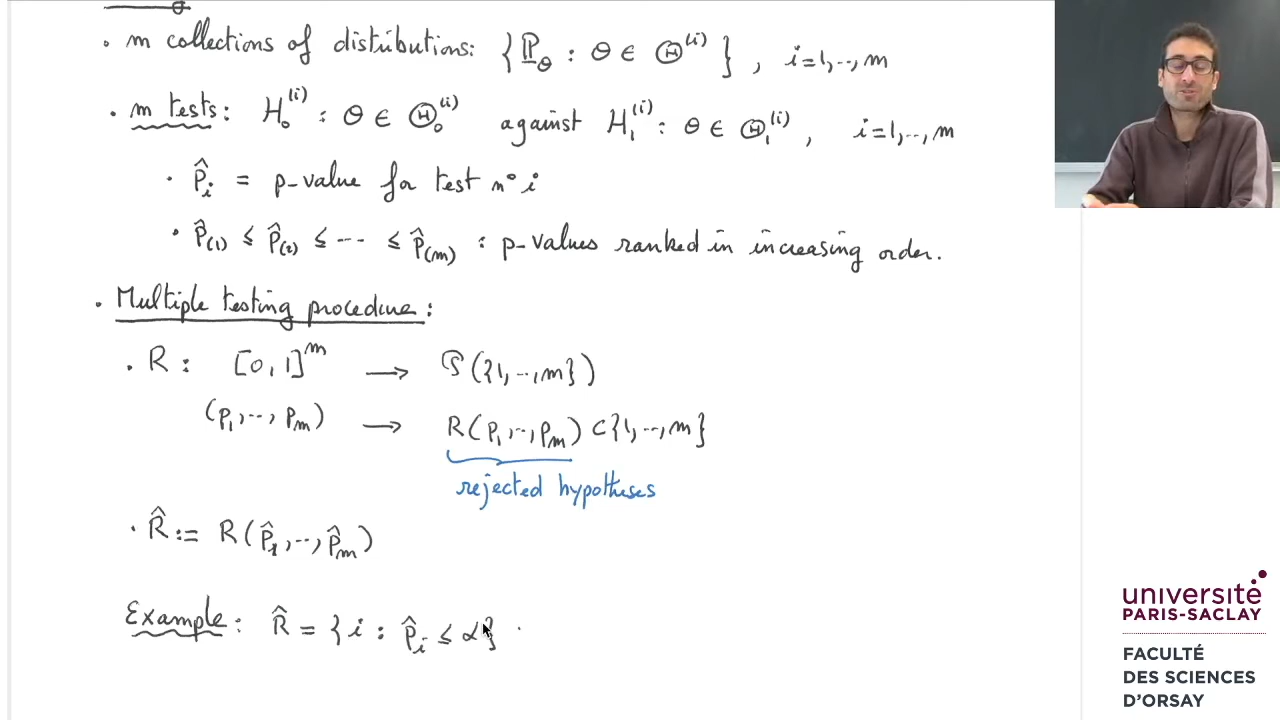 · m collections of distributions: {ℙ_θ : θ ∈ Θ^(i)}, i=1,..,m
· m tests: H_0^(i) : θ ∈ Θ_0^(i) against H_1^(i) : θ ∈ Θ_1^(i), i=1,..,m
· p̂_i = p-value for test n° i
· p̂_(1) ≤ p̂_(2) ≤ --- ≤ p̂_(m) : p-values ranked in increasing order.
· Multiple testing procedure:
· R : [0,1]^m → 𝒫({1,..,m})
(p_1,..,p_m) → R(p_1,..,p_m) ⊂ {1,..,m}
rejected hypotheses
· R̂ := R(p̂_1,..,p̂_m)
Example: R̂ = {i : p̂_i ≤ α} .
université
PARIS-SACLAY
FACULTÉ
DES SCIENCES
D'ORSAY